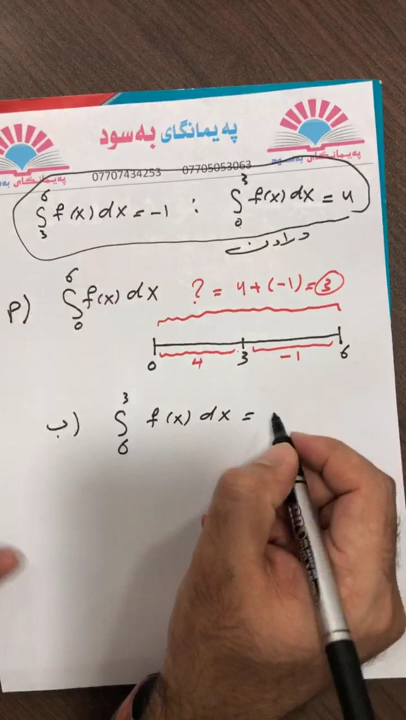 پەیمانگای بەسود
07707434253 07705053063
∫₃⁶ f(x)dx = -1 : ∫₀³ f(x)dx = 4
دراون
P) ∫₀⁶ f(x)dx ? = 4+(-1)=3
4 -1
0 3 6
ب) ∫₆³ f(x)dx =